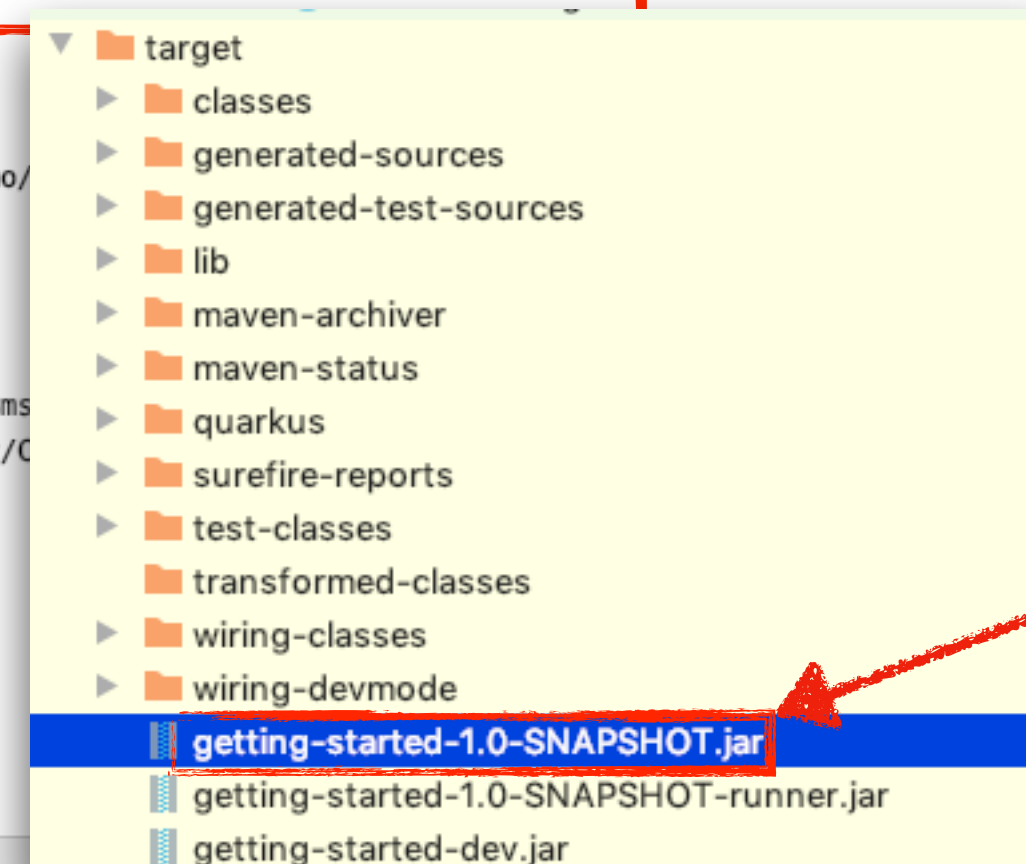 target
classes
generated-sources
o/
generated-test-sources
lib
maven-archiver
maven-status
ms
quarkus
/C
surefire-reports
test-classes
transformed-classes
wiring-classes
wiring-devmode
getting-started-1.0-SNAPSHOT.jar
getting-started-1.0-SNAPSHOT-runner.jar
getting-started-dev.jar